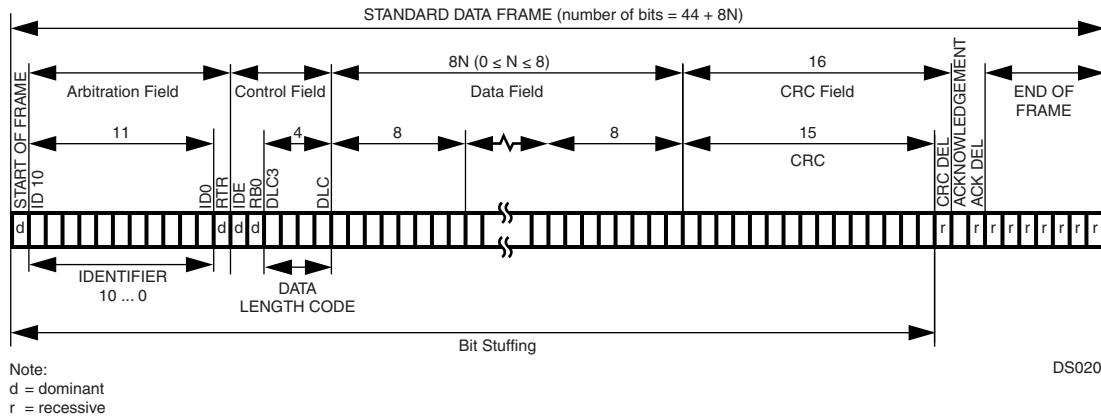 STANDARD DATA FRAME (number of bits = 44 + 8N)
8N (0 ≤ N ≤ 8)
16
Arbitration Field
Control Field
Data Field
CRC Field
END OF
FRAME
11
4
8
8
15
CRC
START OF FRAME
ID 10
ID0
RTR
IDE
RB0
DLC3
DLC
CRC DEL
ACKNOWLEDGEMENT
ACK DEL
d d d d r r r r r r r r r
IDENTIFIER
10 ... 0
DATA
LENGTH CODE
Bit Stuffing
Note:
d = dominant
r = recessive
DS020